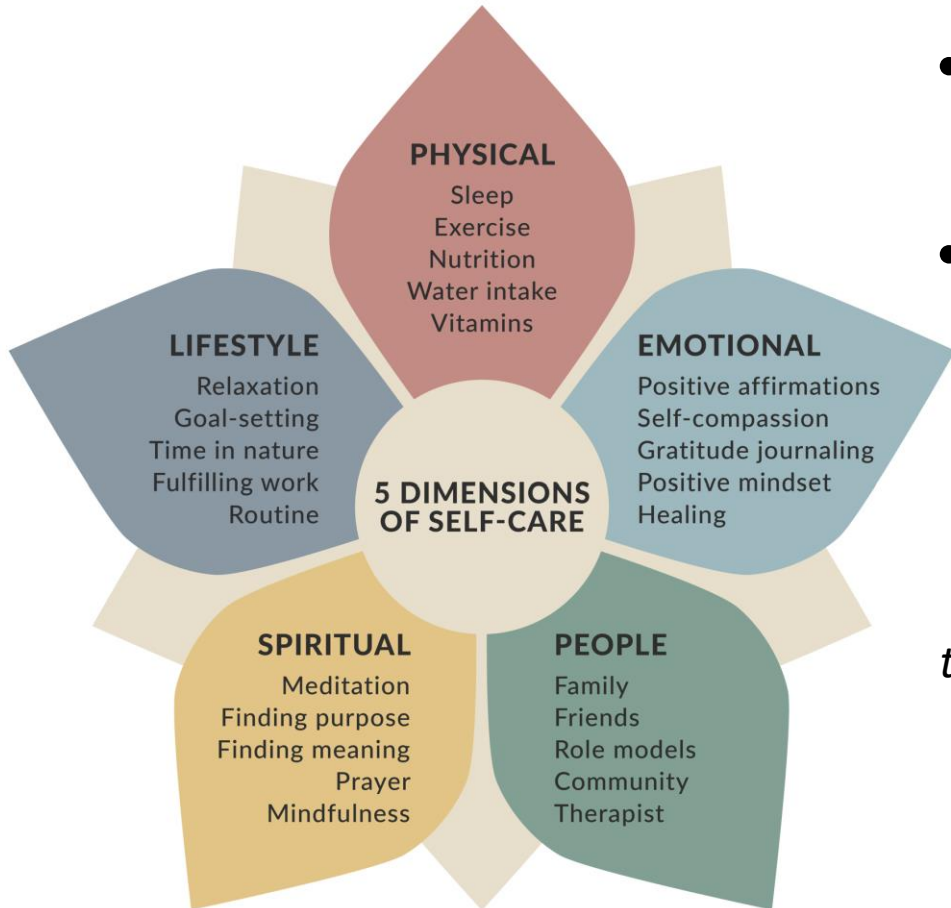 PHYSICAL
Sleep
Exercise
Nutrition
Water intake
Vitamins
LIFESTYLE
Relaxation
Goal-setting
Time in nature
Fulfilling work
Routine
EMOTIONAL
Positive affirmations
Self-compassion
Gratitude journaling
Positive mindset
Healing
5 DIMENSIONS
OF SELF-CARE
SPIRITUAL
Meditation
Finding purpose
Finding meaning
Prayer
Mindfulness
PEOPLE
Family
Friends
Role models
Community
Therapist
•
•
t